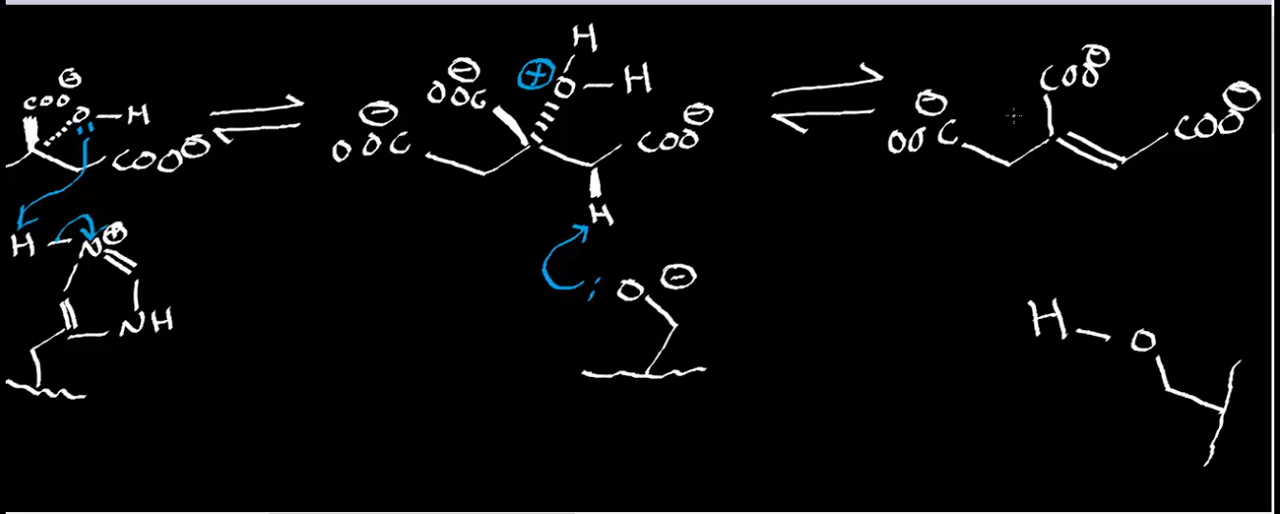 H
⊖ ⊖ ⊕ O – H ⊖
COO OOC ⊖ COO ⊖
O – H ⊖ OOC COO OOC COO ⊖
COO ⊖
H – N ⊕ H
: O ⊖
NH H – O